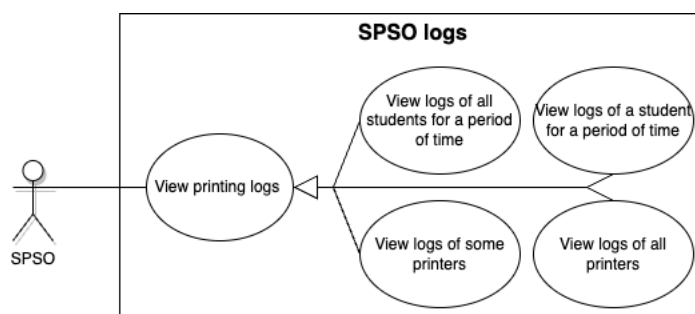 SPSO logs
View logs of all
students for a period
of time
View logs of a student
for a period of time
View printing logs
SPSO
View logs of some
printers
View logs of all
printers